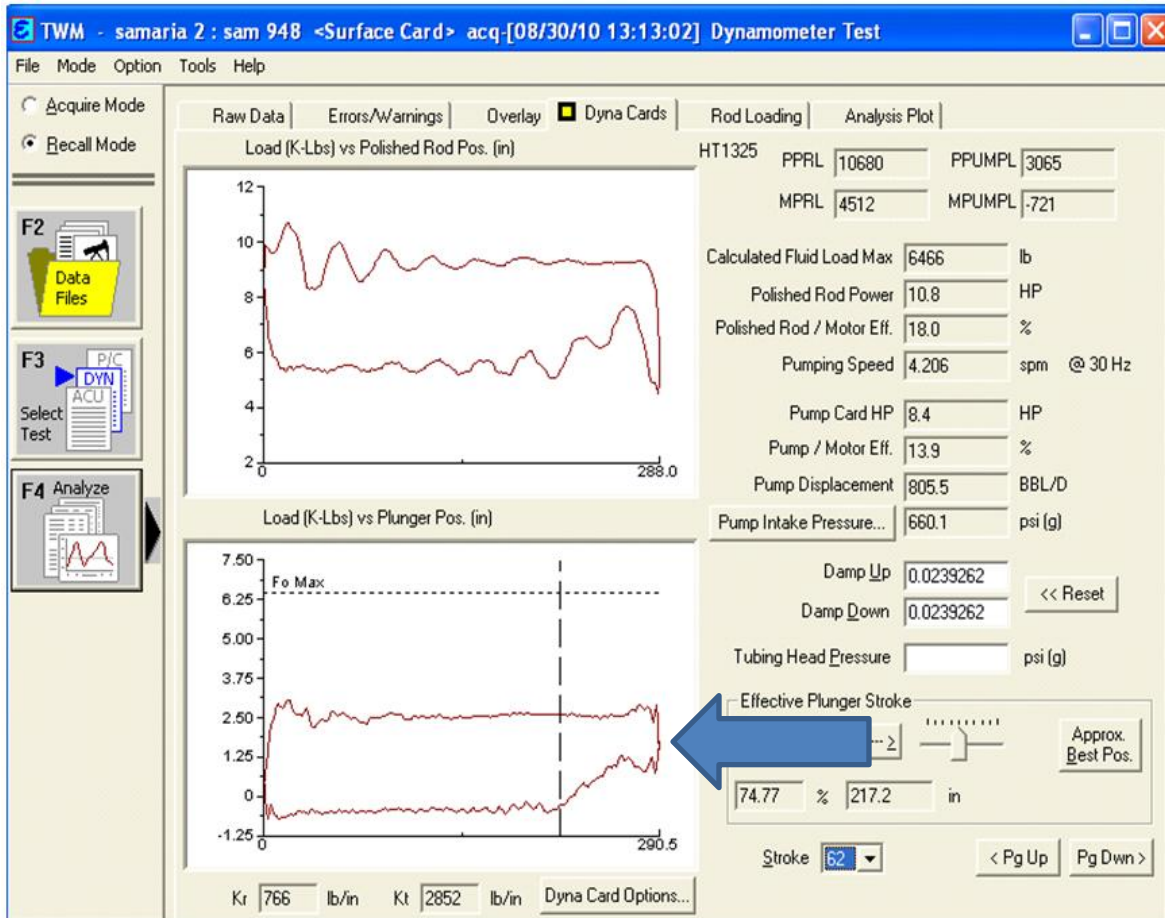 TWM - samaria 2 : sam 948 <Surface Card> acq-[08/30/10 13:13:02] Dynamometer Test
File Mode Option Tools Help
Acquire Mode
Recall Mode
F2
Data
Files
F3
P/C
DYN
ACU
Select
Test
F4 Analyze
Raw Data Errors/Warnings Overlay Dyna Cards Rod Loading Analysis Plot
Load (K-Lbs) vs Polished Rod Pos. (in)
12
10
8
6
4
2
0 288.0
Load (K-Lbs) vs Plunger Pos. (in)
7.50
Fo Max
6.25
5.00
3.75
2.50
1.25
0
-1.25
0 290.5
Kr 766 lb/in Kt 2852 lb/in Dyna Card Options...
HT1325 PPRL 10680 PPUMPL 3065
MPRL 4512 MPUMPL -721
Calculated Fluid Load Max 6466 lb
Polished Rod Power 10.8 HP
Polished Rod / Motor Eff. 18.0 %
Pumping Speed 4.206 spm @ 30 Hz
Pump Card HP 8.4 HP
Pump / Motor Eff. 13.9 %
Pump Displacement 805.5 BBL/D
Pump Intake Pressure... 660.1 psi (g)
Damp Up 0.0239262
<< Reset
Damp Down 0.0239262
Tubing Head Pressure psi (g)
Effective Plunger Stroke
-- >
Approx.
Best Pos.
74.77 % 217.2 in
Stroke 62 < Pg Up Pg Dwn >